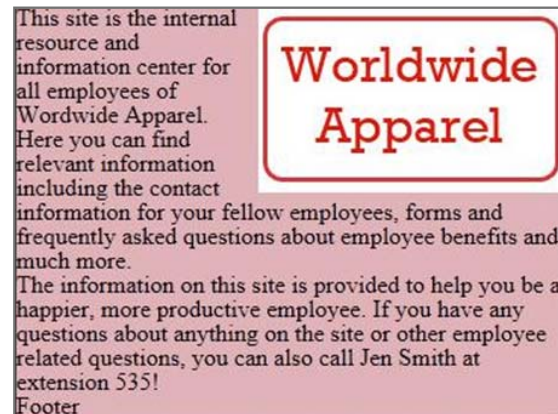 This site is the internal
resource and
information center for
all employees of
Wordwide Apparel.
Here you can find
relevant information
including the contact
Worldwide
Apparel
information for your fellow employees, forms and
frequently asked questions about employee benefits and
much more.
The information on this site is provided to help you be a
happier, more productive employee. If you have any
questions about anything on the site or other employee
related questions, you can also call Jen Smith at
extension 535!
Footer